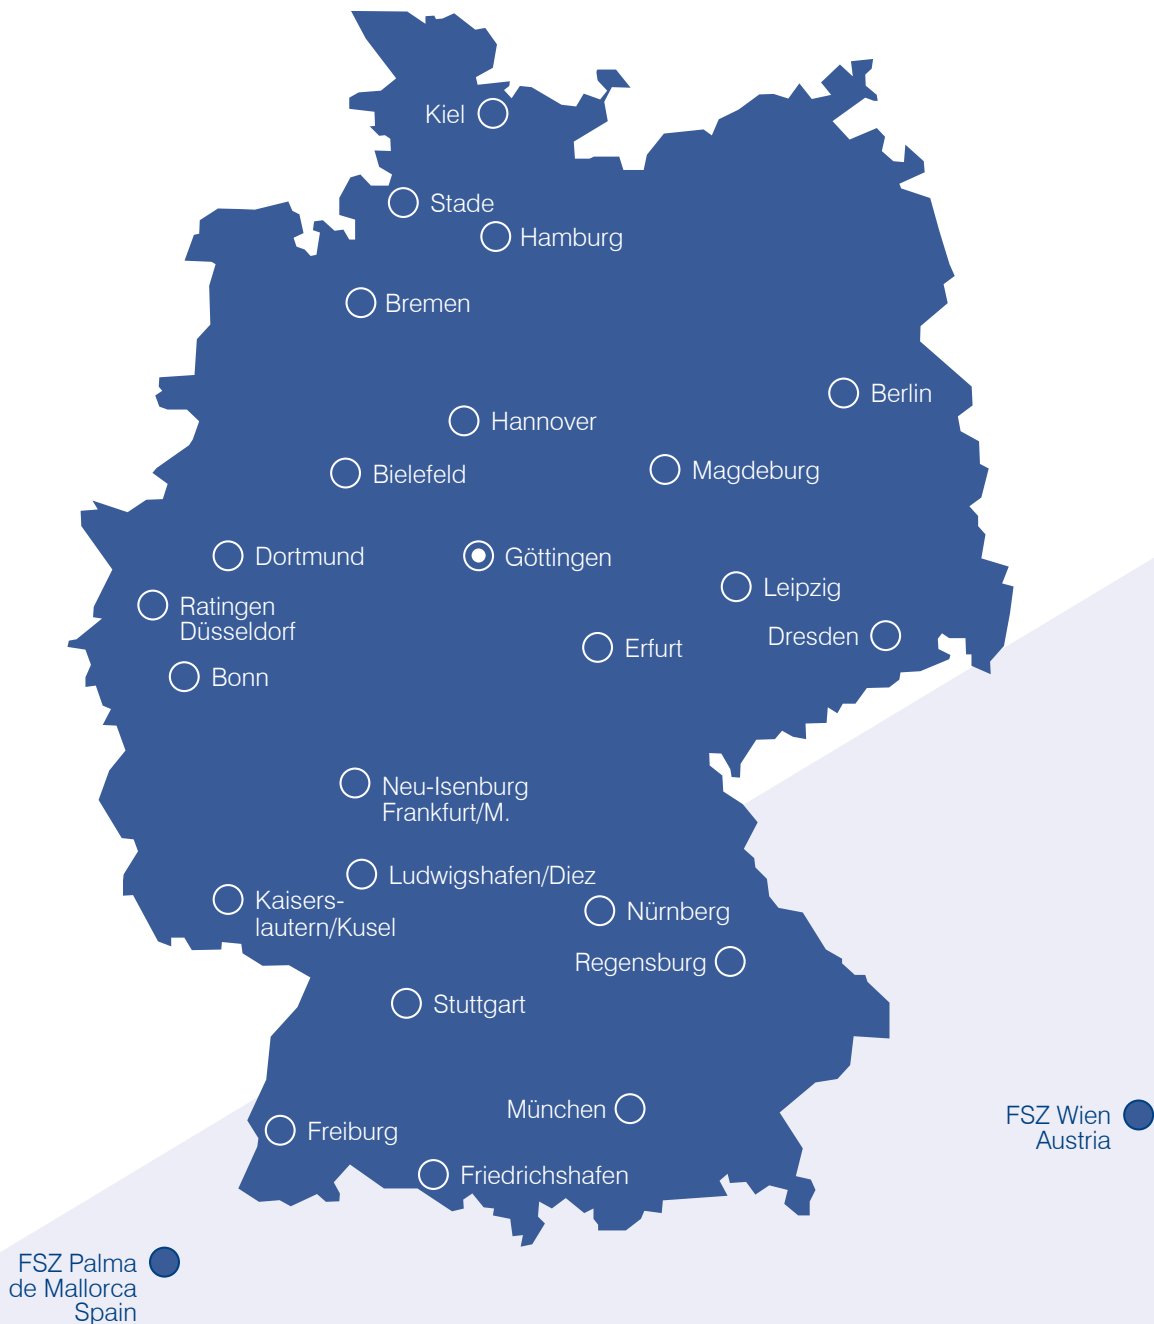 Kiel
Stade
Hamburg
Bremen
Berlin
Hannover
Bielefeld
Magdeburg
Dortmund
Göttingen
Leipzig
Ratingen
Düsseldorf
Dresden
Erfurt
Bonn
Neu-Isenburg
Frankfurt/M.
Ludwigshafen/Diez
Kaisers-
lautern/Kusel
Nürnberg
Regensburg
Stuttgart
München
FSZ Wien
Austria
Freiburg
Friedrichshafen
FSZ Palma
de Mallorca
Spain